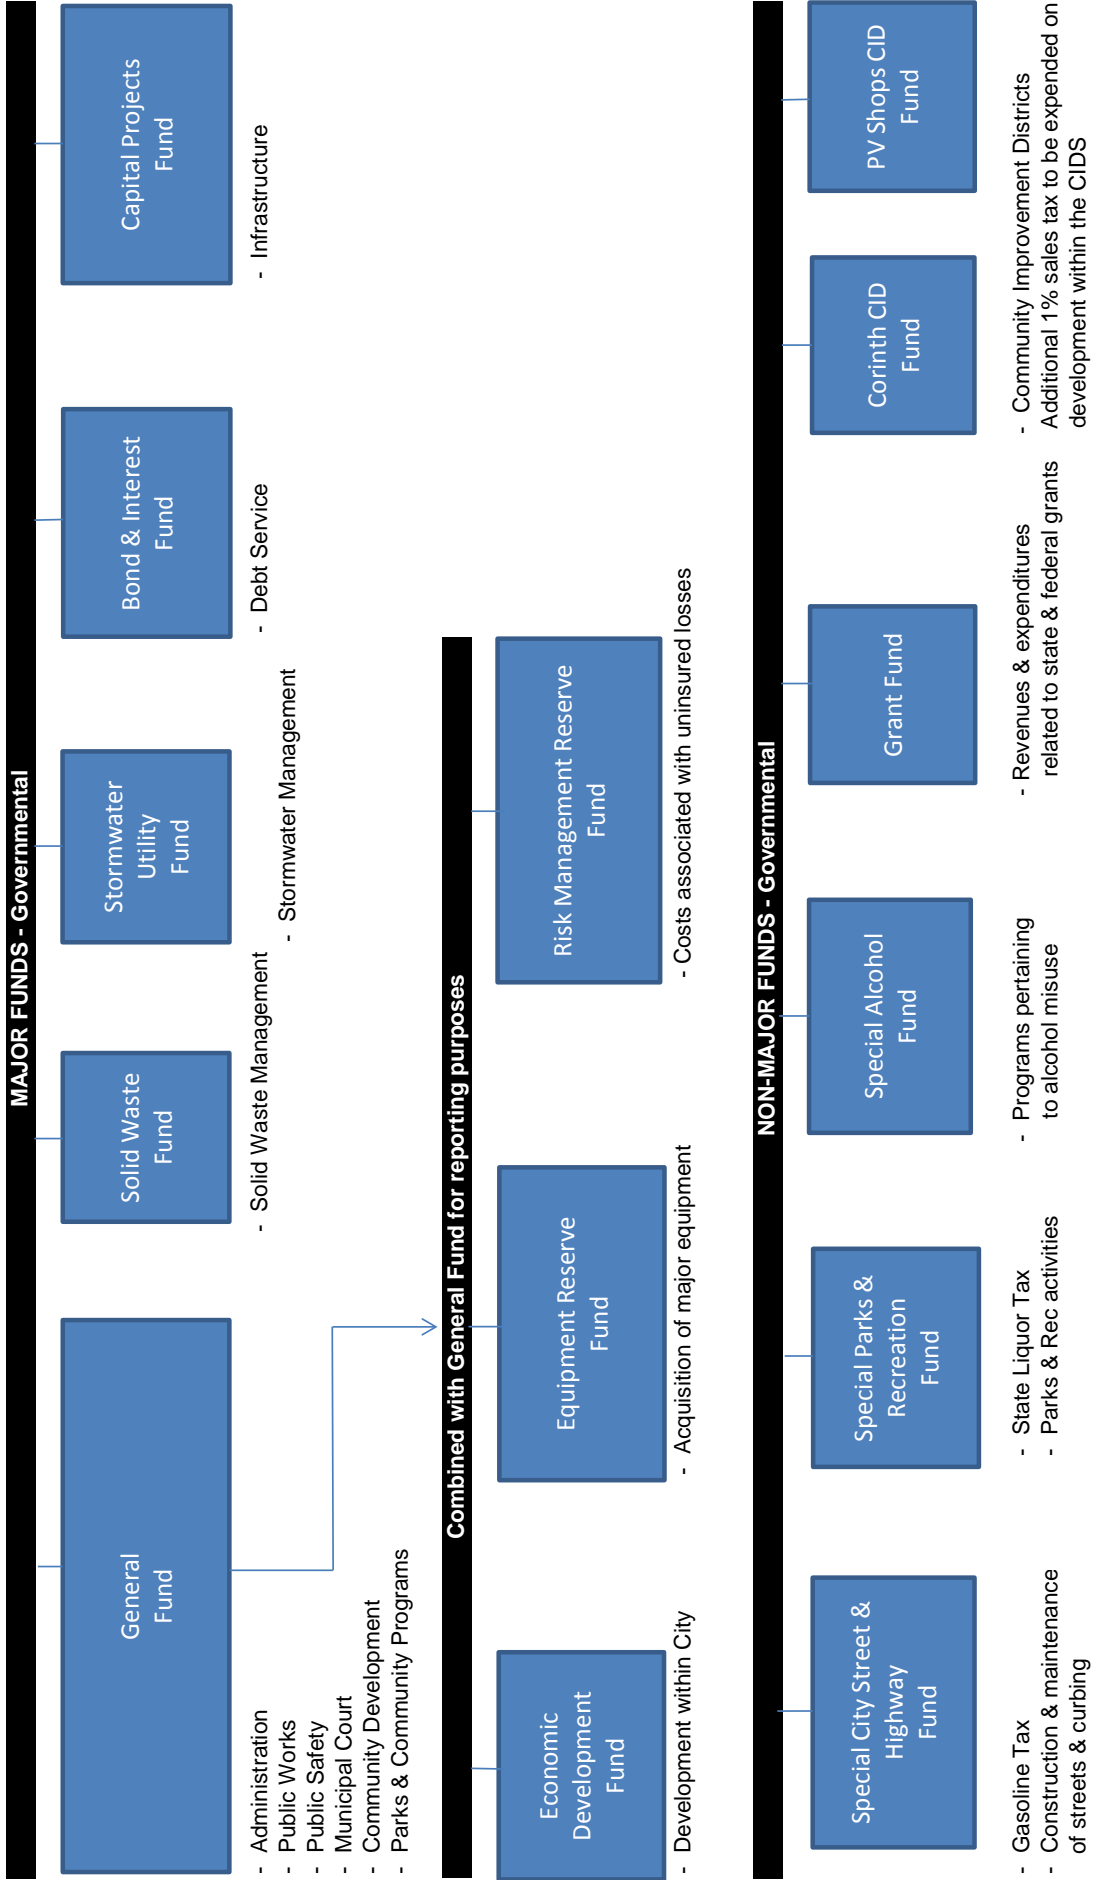 MAJOR FUNDS - Governmental
General
Fund
Solid Waste
Fund
Stormwater
Utility
Fund
Bond & Interest
Fund
Capital Projects
Fund
- Administration
- Public Works
- Public Safety
- Municipal Court
- Community Development
- Parks & Community Programs
- Solid Waste Management
- Stormwater Management
- Debt Service
- Infrastructure
Combined with General Fund for reporting purposes
Economic
Development
Fund
Equipment Reserve
Fund
Risk Management Reserve
Fund
- Development within City
- Acquisition of major equipment
- Costs associated with uninsured losses
NON-MAJOR FUNDS - Governmental
Special City Street &
Highway
Fund
Special Parks &
Recreation
Fund
Special Alcohol
Fund
Grant Fund
Corinth CID
Fund
PV Shops CID
Fund
- Gasoline Tax
- Construction & maintenance
of streets & curbing
- State Liquor Tax
- Parks & Rec activities
- Programs pertaining
to alcohol misuse
- Revenues & expenditures
related to state & federal grants
- Community Improvement Districts
Additional 1% sales tax to be expended on
development within the CIDS